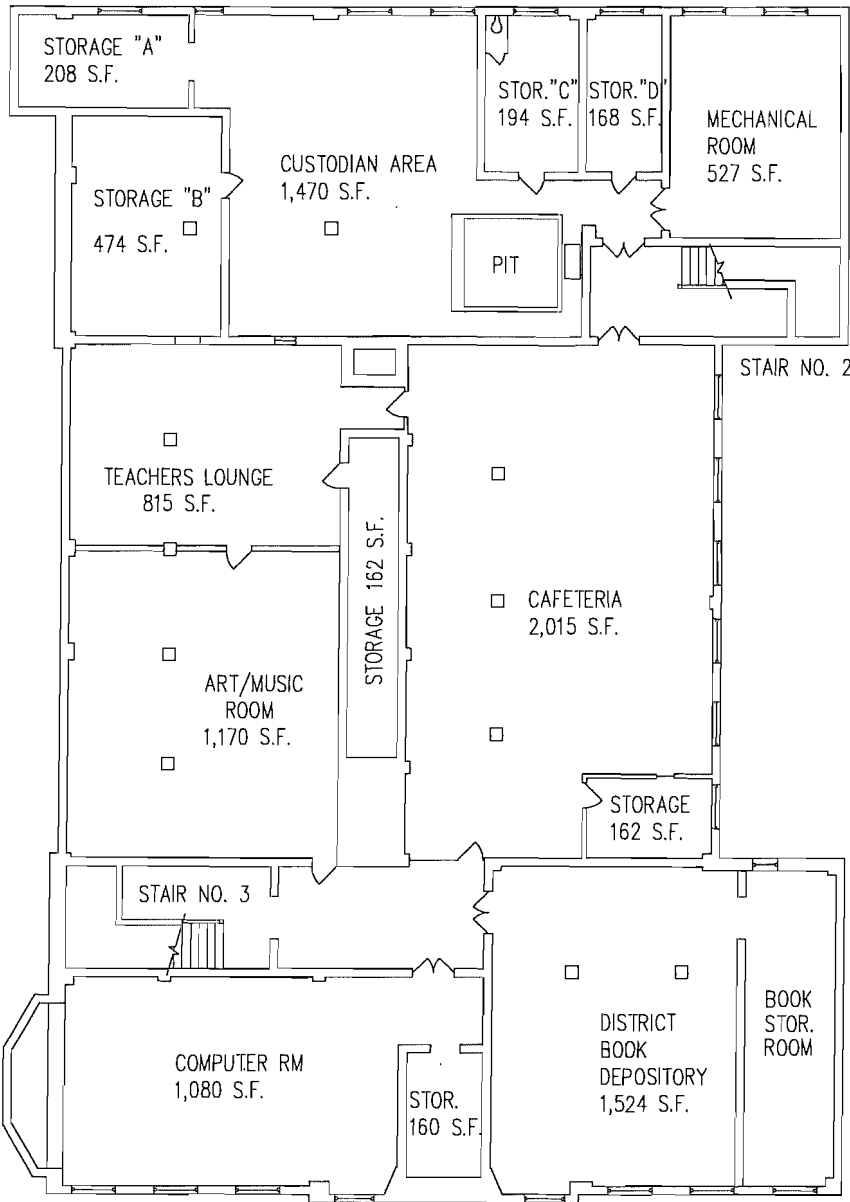 STORAGE "A"
208 S.F.
STOR."C"
194 S.F.
STOR."D"
168 S.F.
MECHANICAL
ROOM
527 S.F.
CUSTODIAN AREA
1,470 S.F.
STORAGE "B"
474 S.F.
PIT
STAIR NO. 2
TEACHERS LOUNGE
815 S.F.
STORAGE 162 S.F.
CAFETERIA
2,015 S.F.
ART/MUSIC
ROOM
1,170 S.F.
STORAGE
162 S.F.
STAIR NO. 3
DISTRICT
BOOK
DEPOSITORY
1,524 S.F.
BOOK
STOR.
ROOM
COMPUTER RM
1,080 S.F.
STOR.
160 S.F.